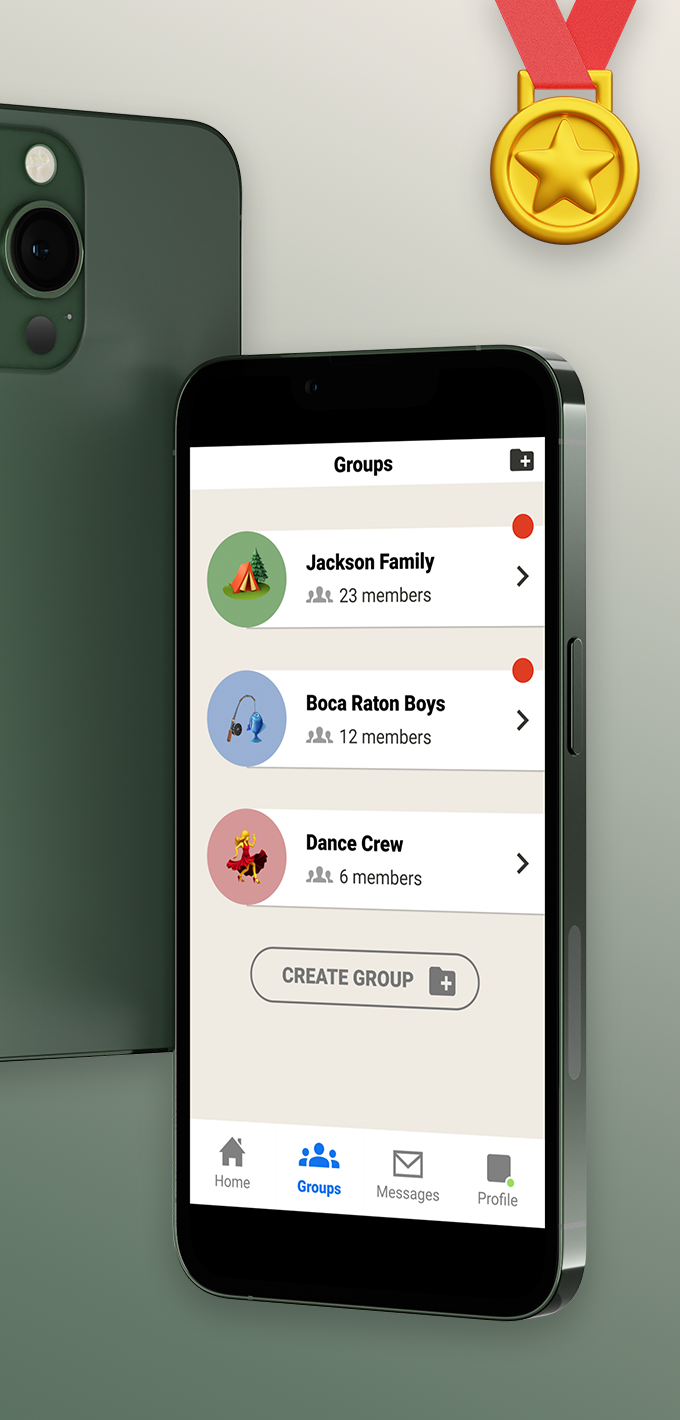 Groups
Jackson Family
23 members
Boca Raton Boys
12 members
Dance Crew
6 members
CREATE GROUP
Home
Groups
Messages
Profile